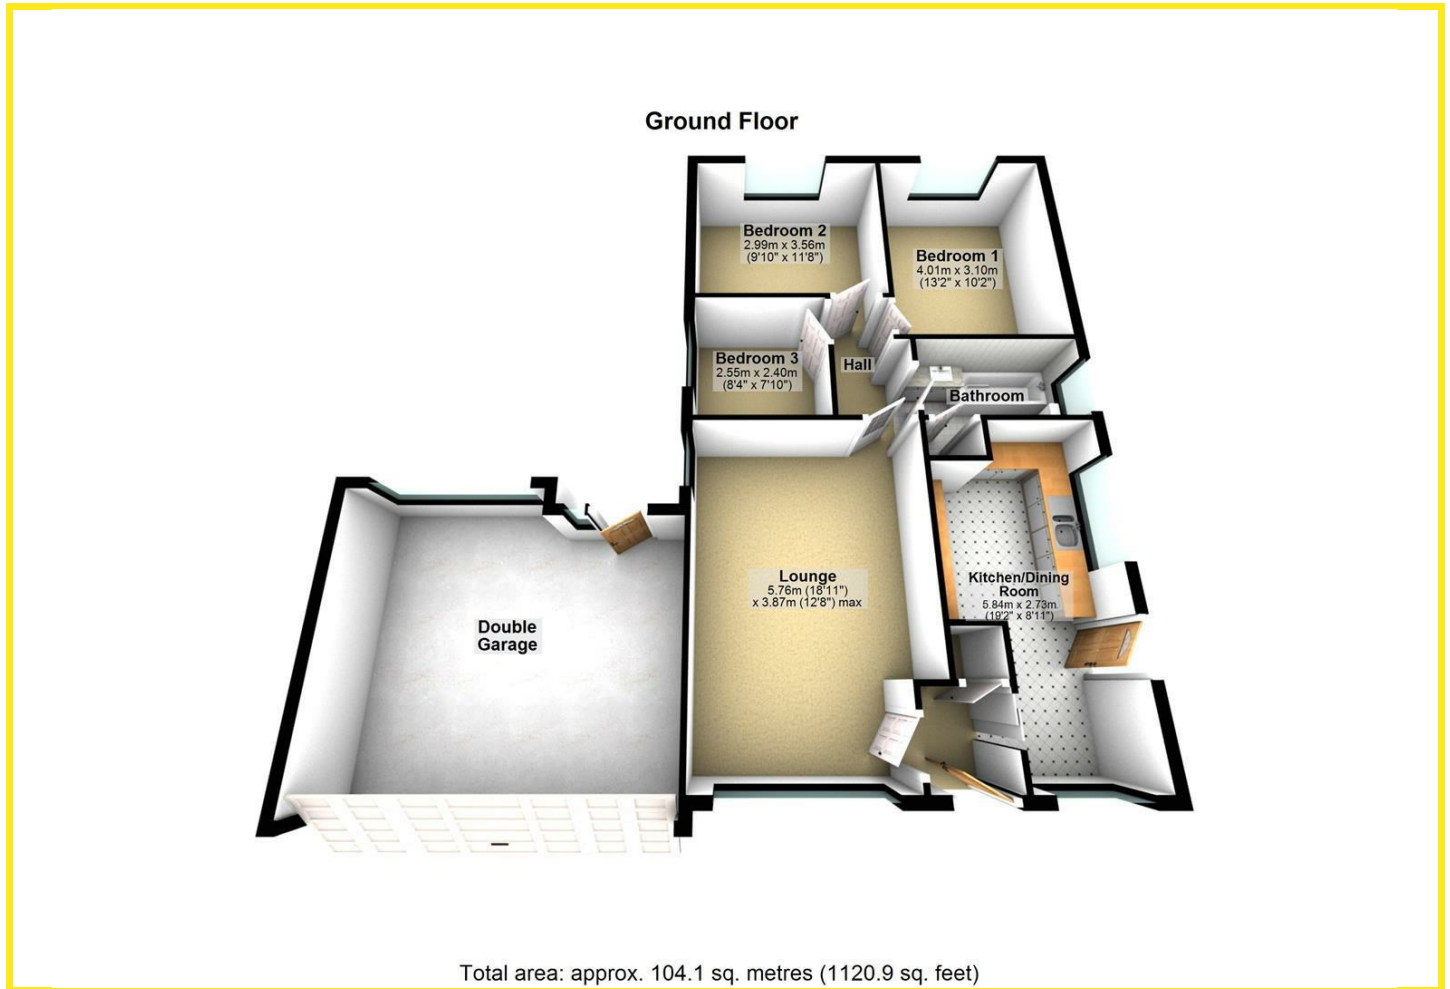 Ground Floor
Bedroom 2
2.99m x 3.56m
(9'10" x 11'8")
Bedroom 1
4.01m x 3.10m
(13'2" x 10'2")
Bedroom 3
2.55m x 2.40m
(8'4" x 7'10")
Hall
Bathroom
Lounge
5.76m (18'11")
x 3.87m (12'8") max
Kitchen/Dining
Room
5.84m x 2.73m
(19'2" x 8'11")
Double
Garage
Total area: approx. 104.1 sq. metres (1120.9 sq. feet)